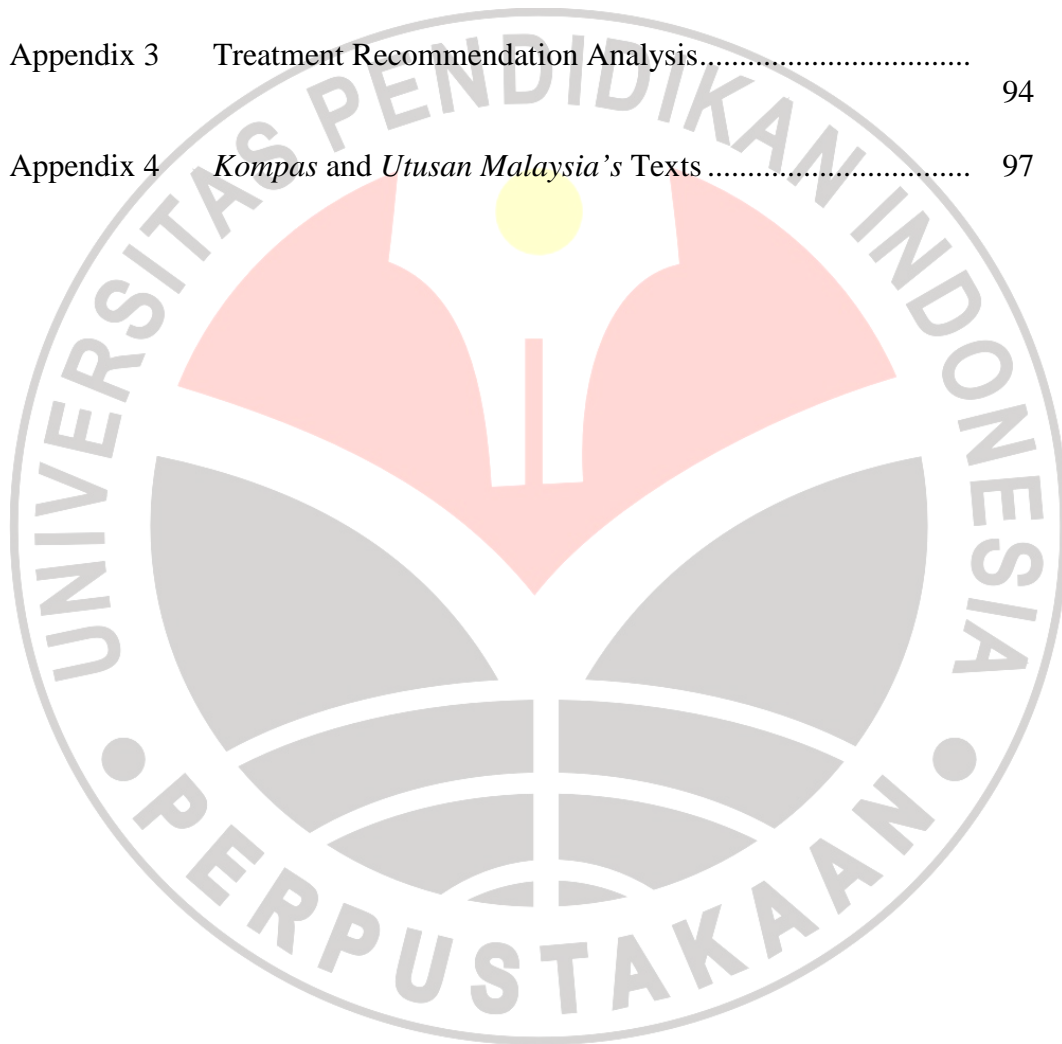 Appendix 3 Treatment Recommendation Analysis..................................
94
Appendix 4 Kompas and Utusan Malaysia’s Texts ................................. 97
UNIVERSITAS PENDIDIKAN INDONESIA
PERPUSTAKAAN